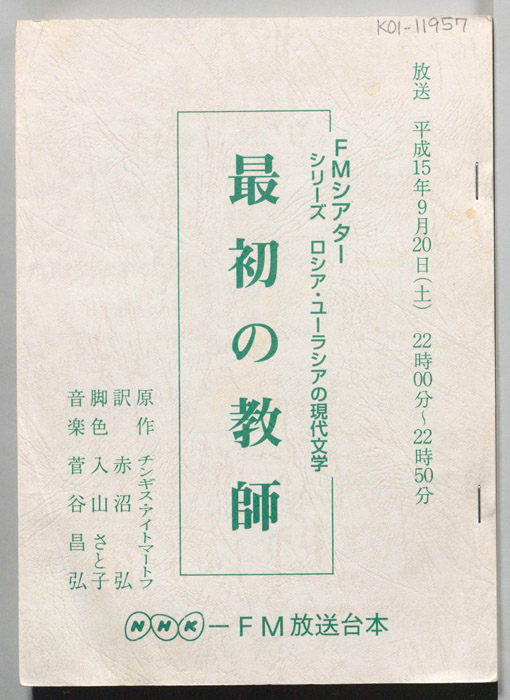 K01-11957
放送 平成15年9月20日(土) 22時00分～22時50分
FMシアター
シリーズ ロシア・ユーラシアの現代文学
最初の教師
原作 チンギス・アイトマートフ
訳 赤沼弘
脚色 入山さと子
音楽 菅谷昌弘
NHK－FM放送台本